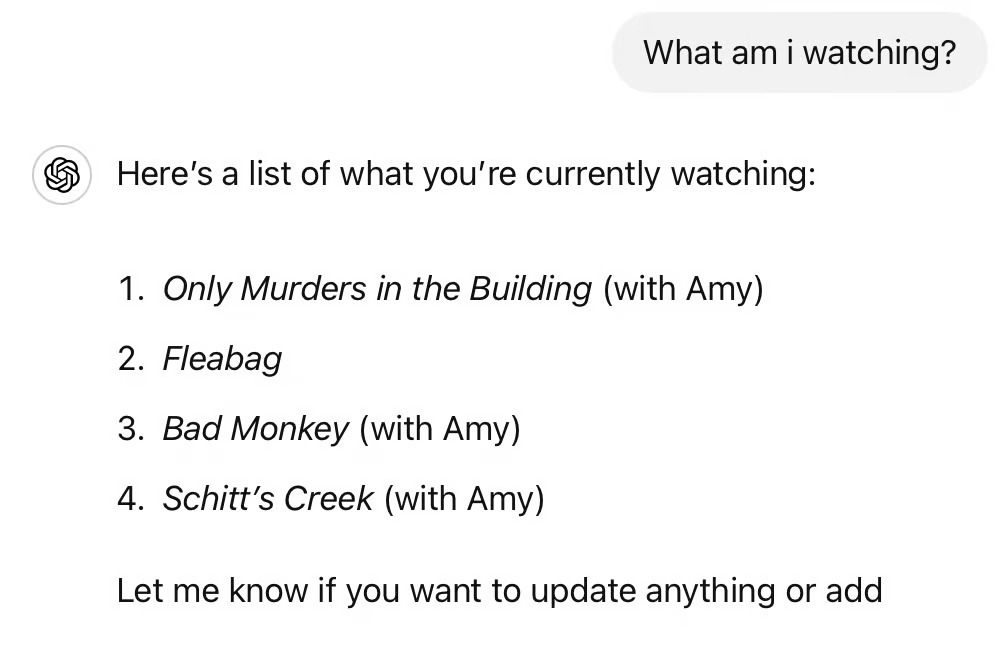 What am i watching?
Here’s a list of what you’re currently watching:
1. Only Murders in the Building (with Amy)
2. Fleabag
3. Bad Monkey (with Amy)
4. Schitt’s Creek (with Amy)
Let me know if you want to update anything or add